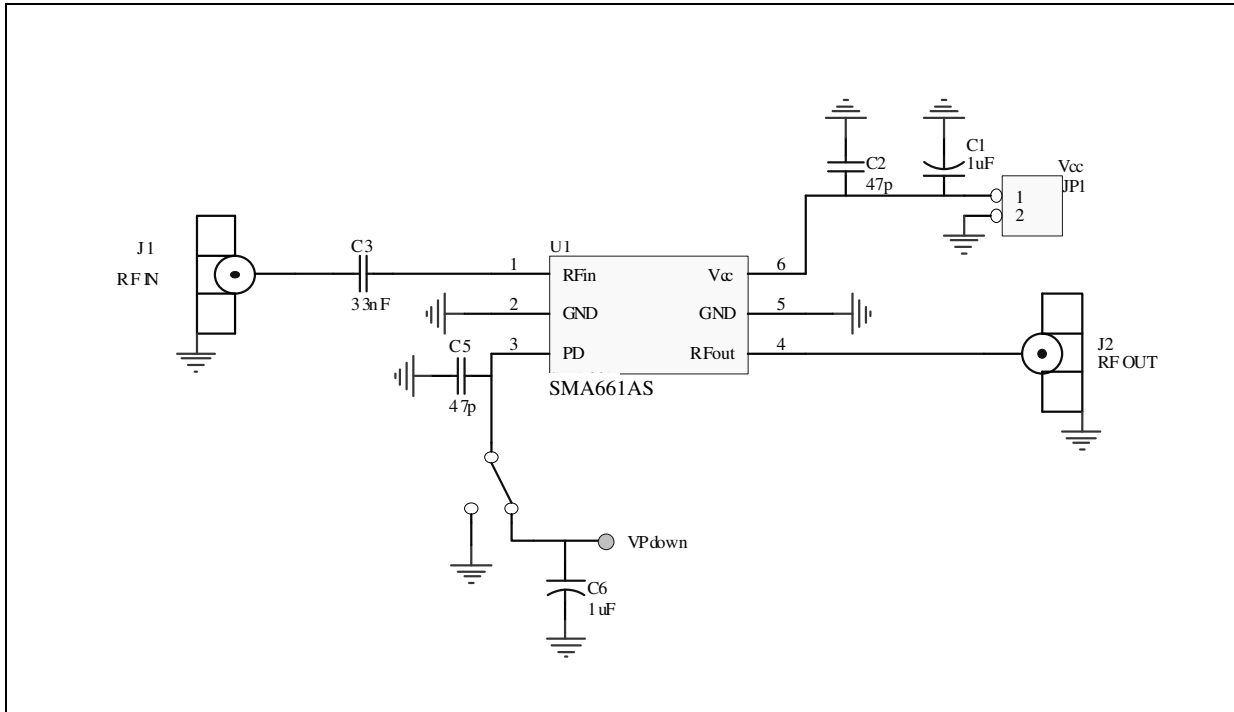 C1
1uF
C2
47p
Vcc
JP1
1
2
J1
RF IN
C3
33nF
U1
1
RFin
Vcc
6
2
GND
GND
5
3
PD
RFout
4
SMA661AS
C5
47p
J2
RF OUT
VPdown
C6
1uF